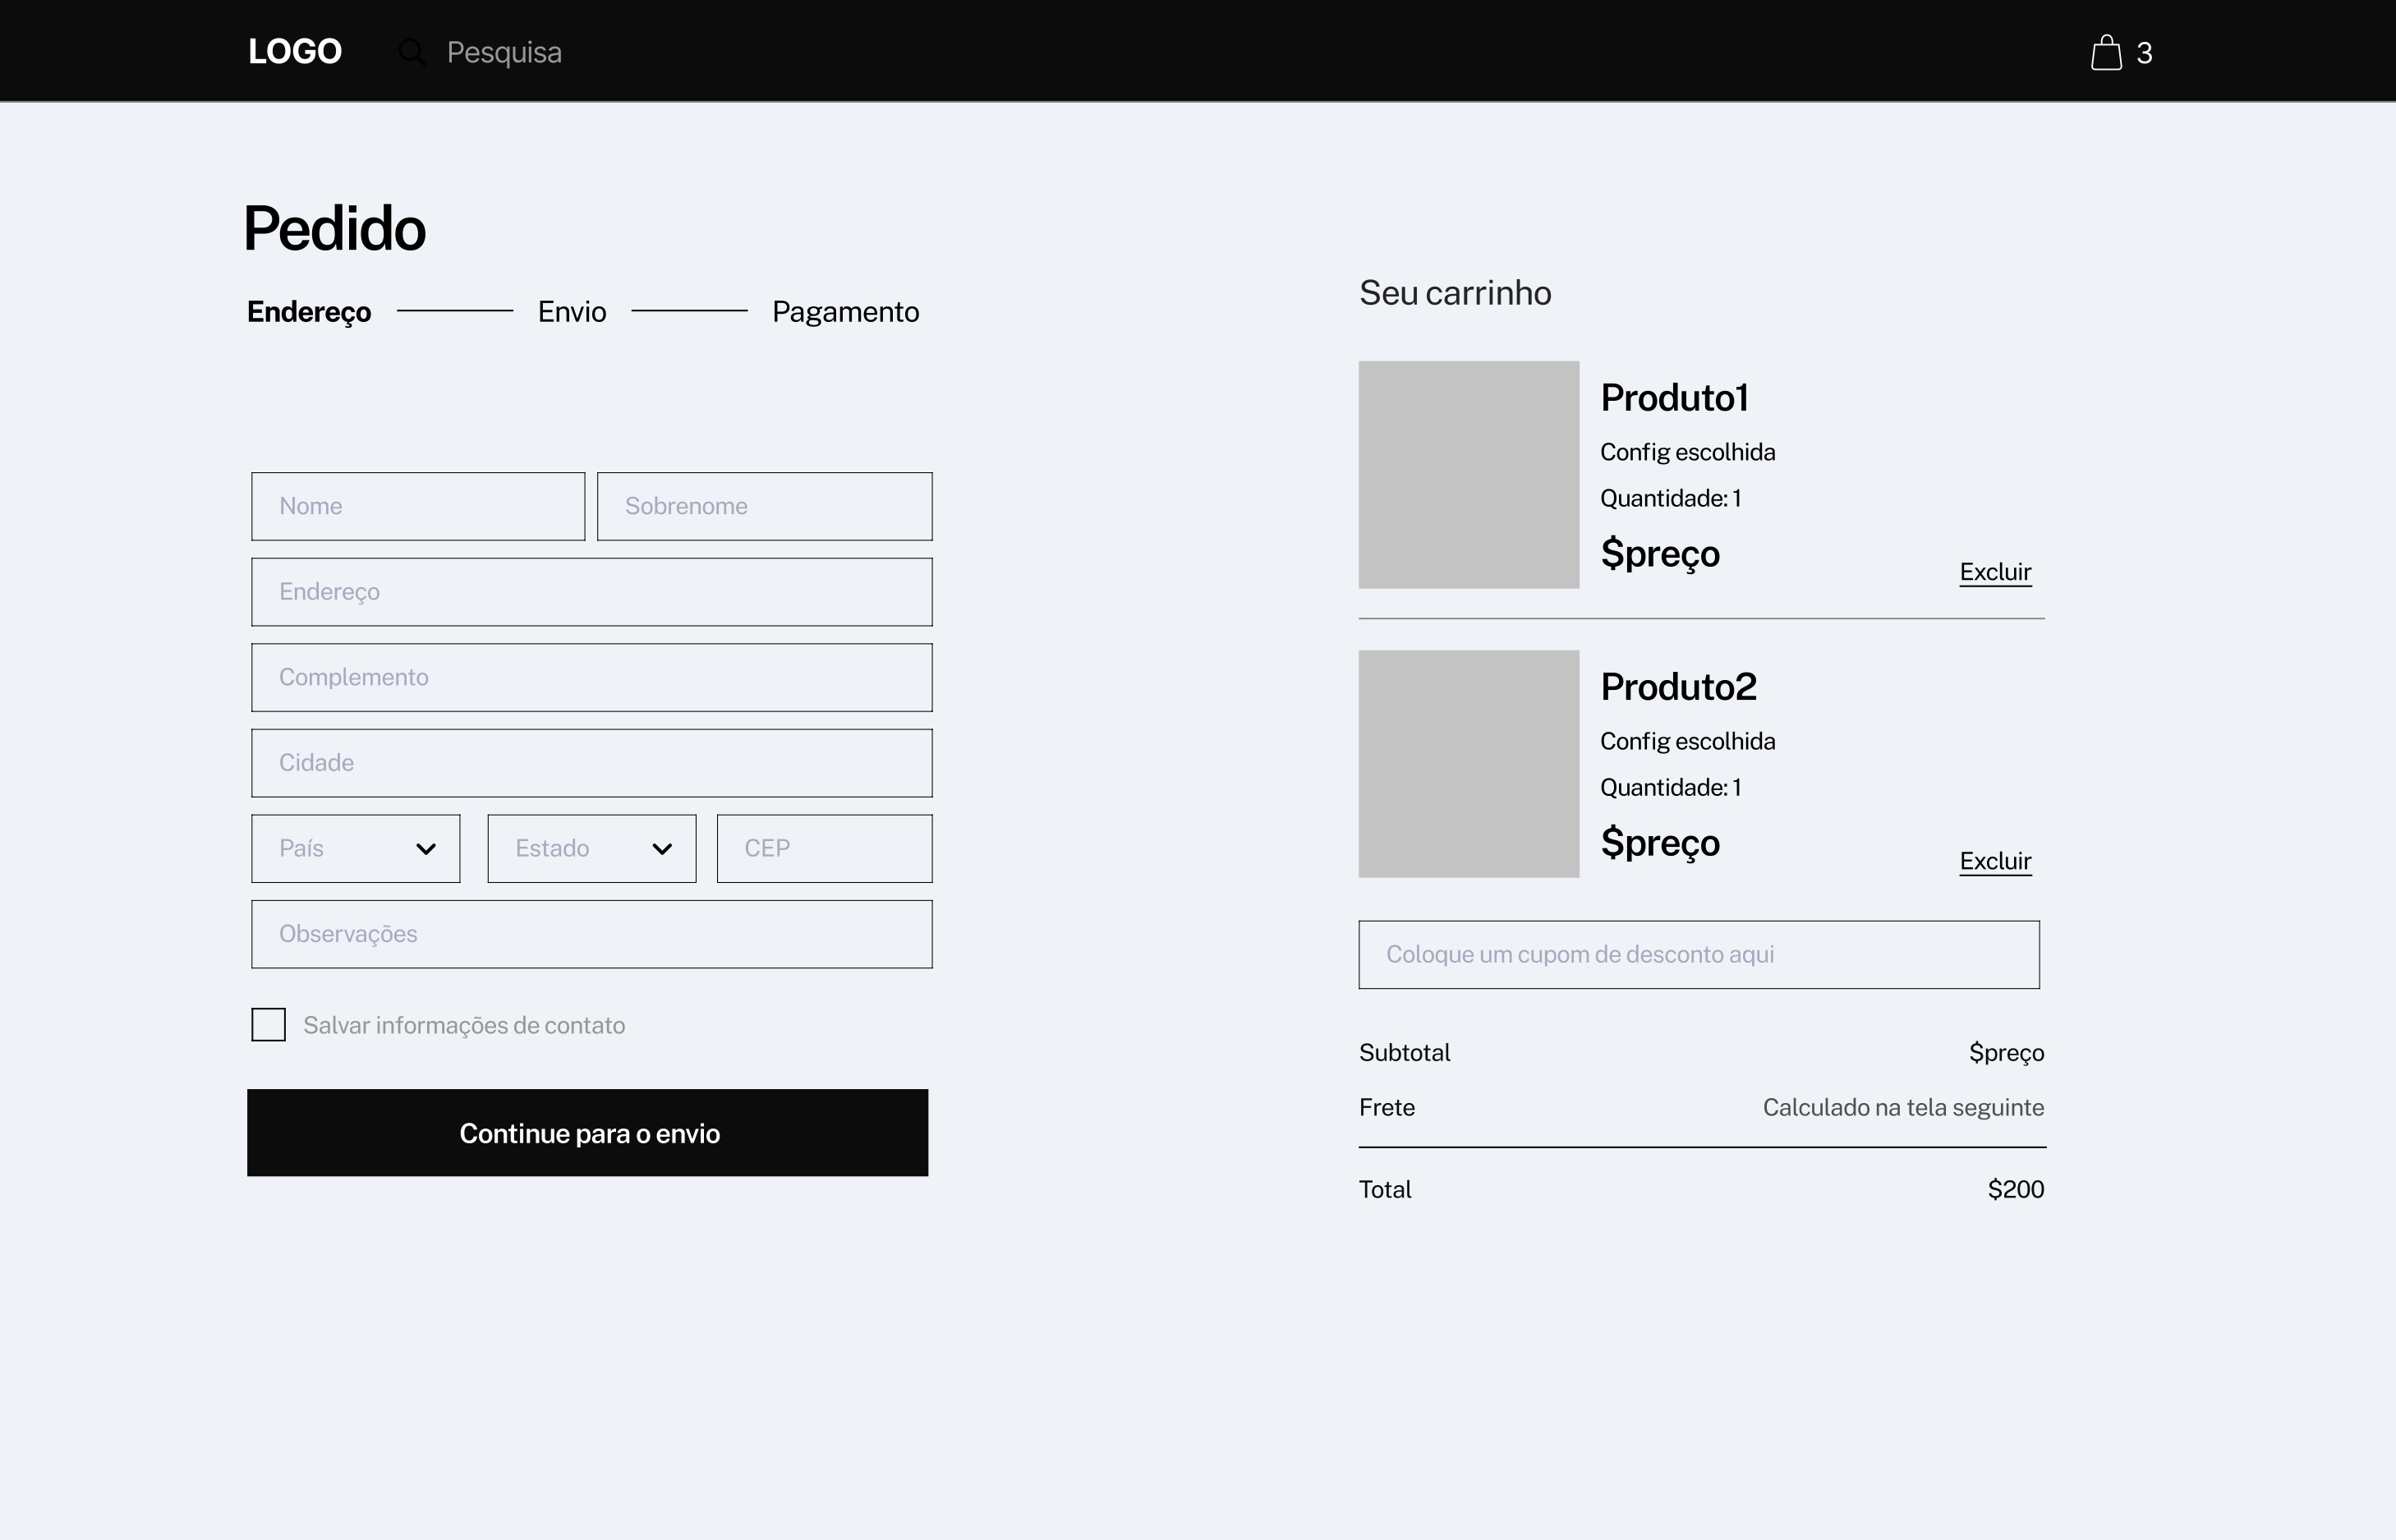 LOGO Pesquisa 3
Pedido
Endereço Envio Pagamento
Nome Sobrenome
Endereço
Complemento
Cidade
País Estado CEP
Observações
Salvar informações de contato
Continue para o envio
Seu carrinho
Produto1
Config escolhida
Quantidade: 1
$preço
Excluir
Produto2
Config escolhida
Quantidade: 1
$preço
Excluir
Coloque um cupom de desconto aqui
Subtotal $preço
Frete Calculado na tela seguinte
Total $200